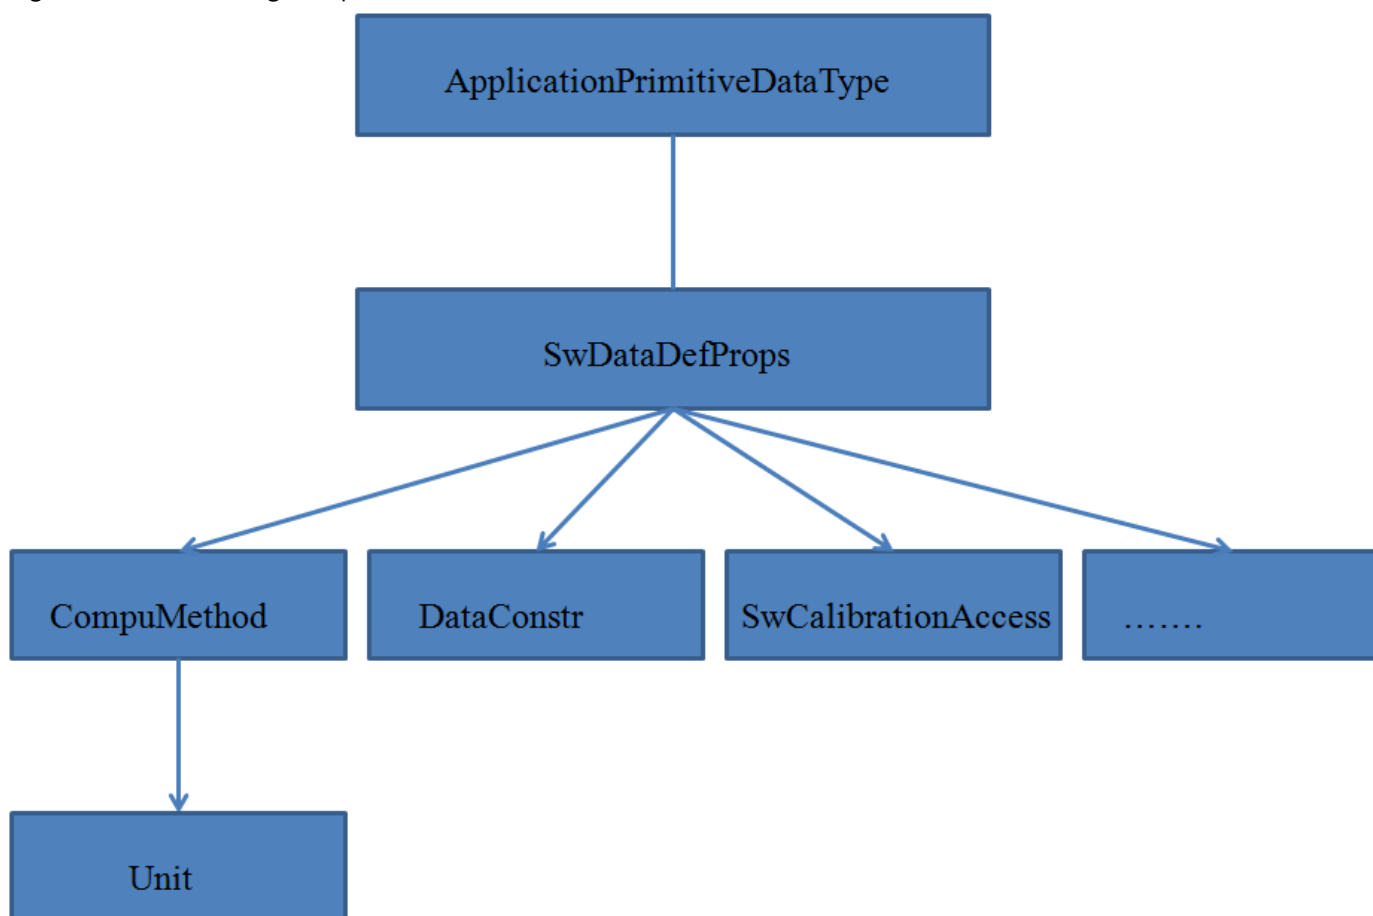 ApplicationPrimitiveDataType
SwDataDefProps
CompuMethod
DataConstr
SwCalibrationAccess
.......
Unit